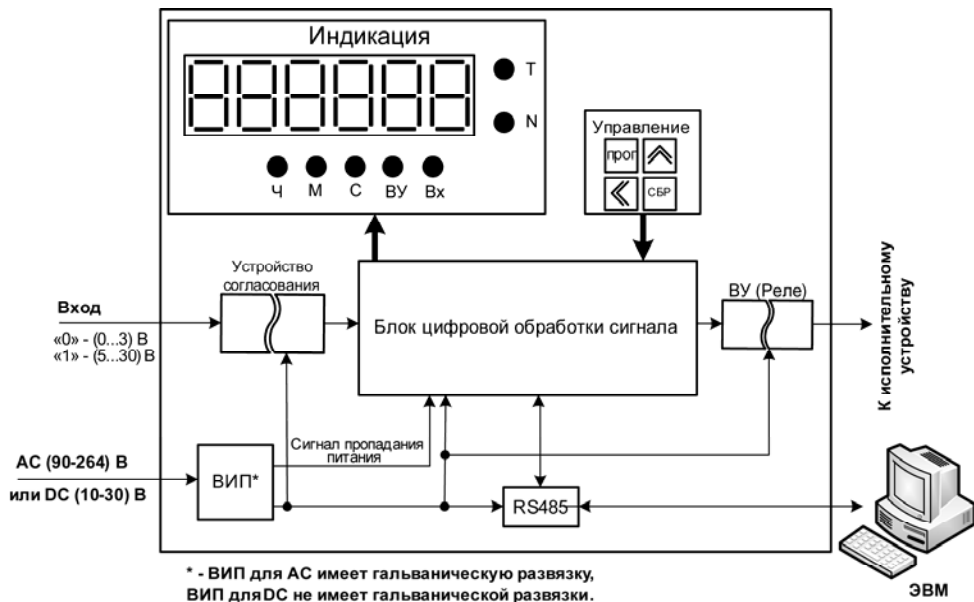 Индикация
T
N
Ч М С ВУ Вх
Управление
прог
СБР
Устройство
согласования
Вход
«0» - (0...3) В
«1» - (5...30) В
Блок цифровой обработки сигнала
ВУ (Реле)
К исполнительному
устройству
Сигнал пропадания
питания
AC (90-264) В
или DC (10-30) В
ВИП*
RS485
ЭВМ
* - ВИП для АС имеет гальваническую развязку,
ВИП для DC не имеет гальванической развязки.